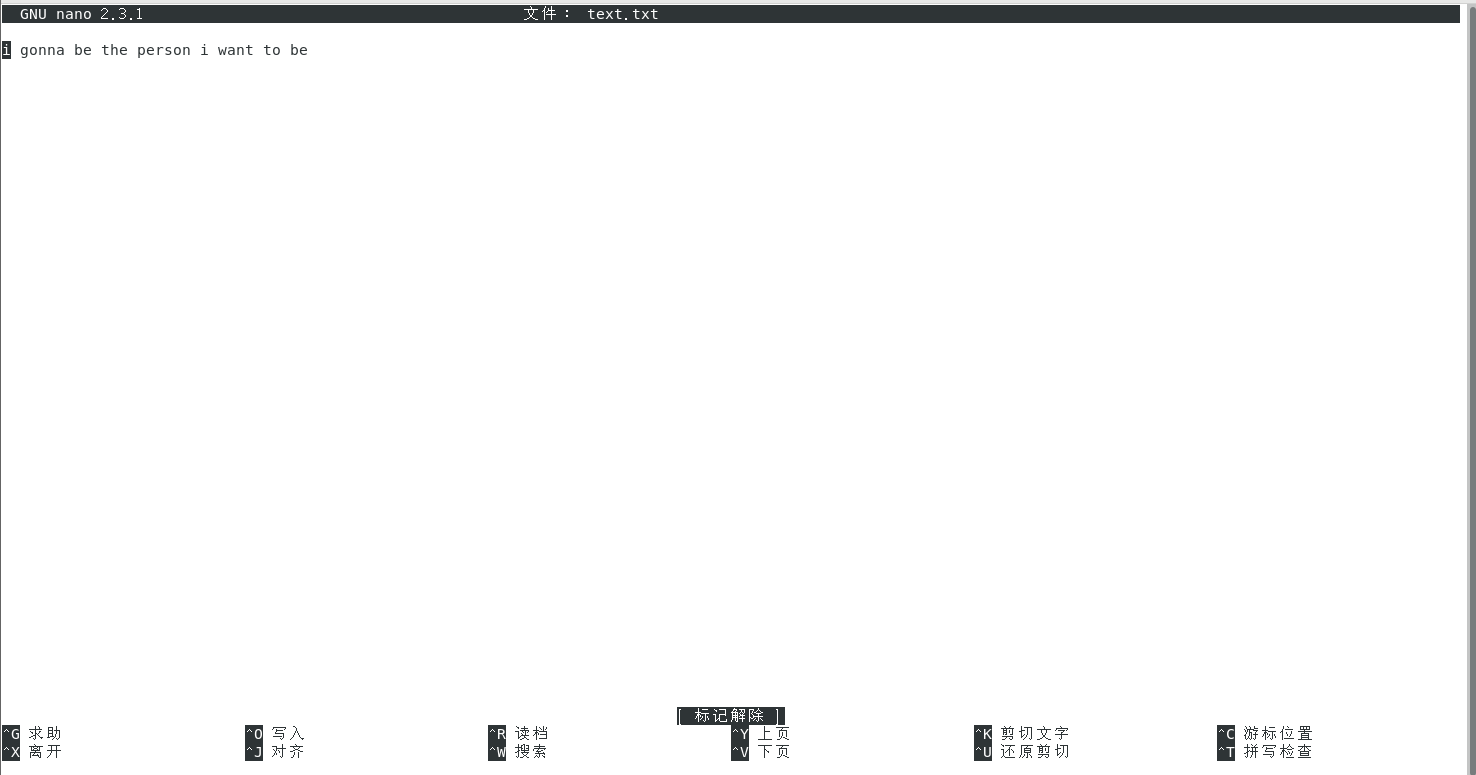 GNU nano 2.3.1 文件： text.txt
i gonna be the person i want to be
[ 标记解除 ]
^G 求助 ^O 写入 ^R 读档 ^Y 上页 ^K 剪切文字 ^C 游标位置
^X 离开 ^J 对齐 ^W 搜索 ^V 下页 ^U 还原剪切 ^T 拼写检查